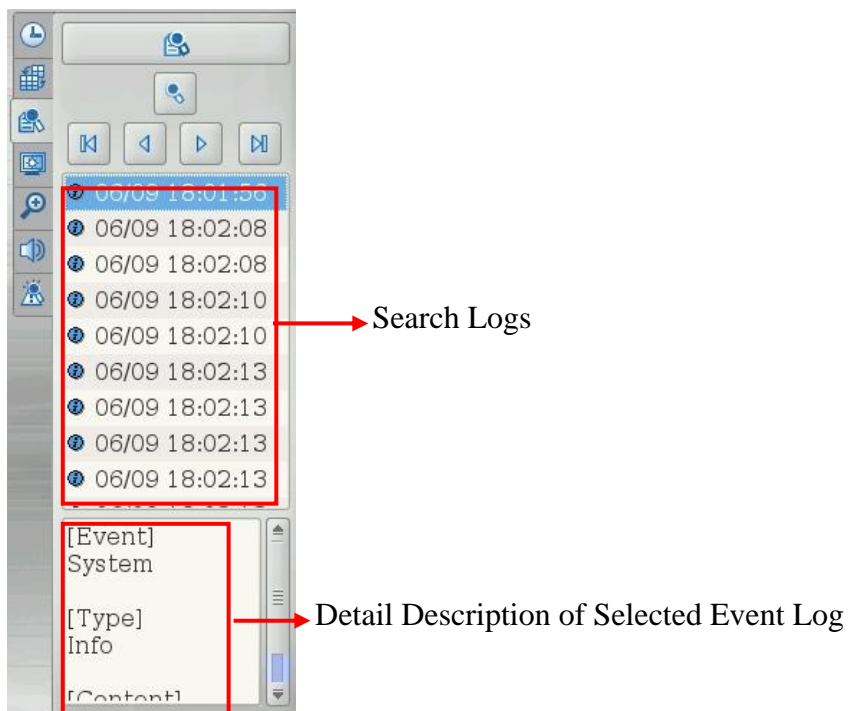 06/09 18:01:56
06/09 18:02:08
06/09 18:02:08
06/09 18:02:10
06/09 18:02:10
06/09 18:02:13
06/09 18:02:13
06/09 18:02:13
06/09 18:02:13
Search Logs
[Event]
System
[Type]
Info
[Content]
Detail Description of Selected Event Log